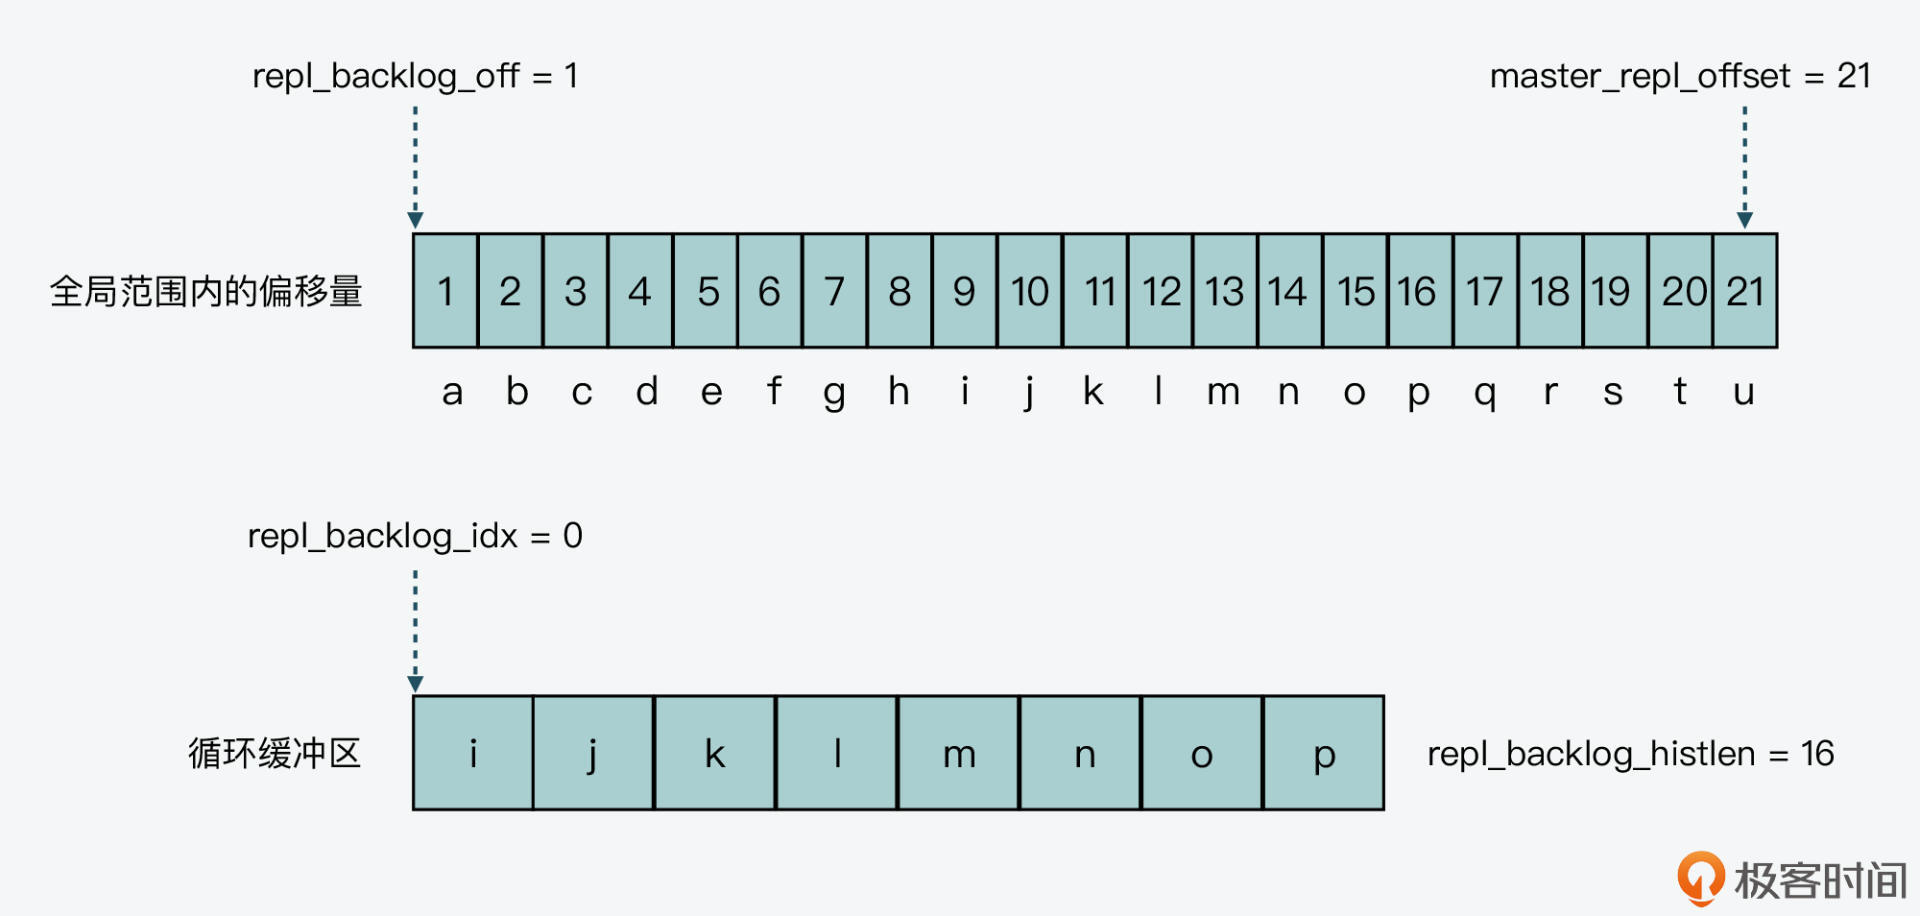 repl_backlog_off = 1
master_repl_offset = 21
全局范围内的偏移量 1 2 3 4 5 6 7 8 9 10 11 12 13 14 15 16 17 18 19 20 21
a b c d e f g h i j k l m n o p q r s t u
repl_backlog_idx = 0
循环缓冲区 i j k l m n o p repl_backlog_histlen = 16
极客时间